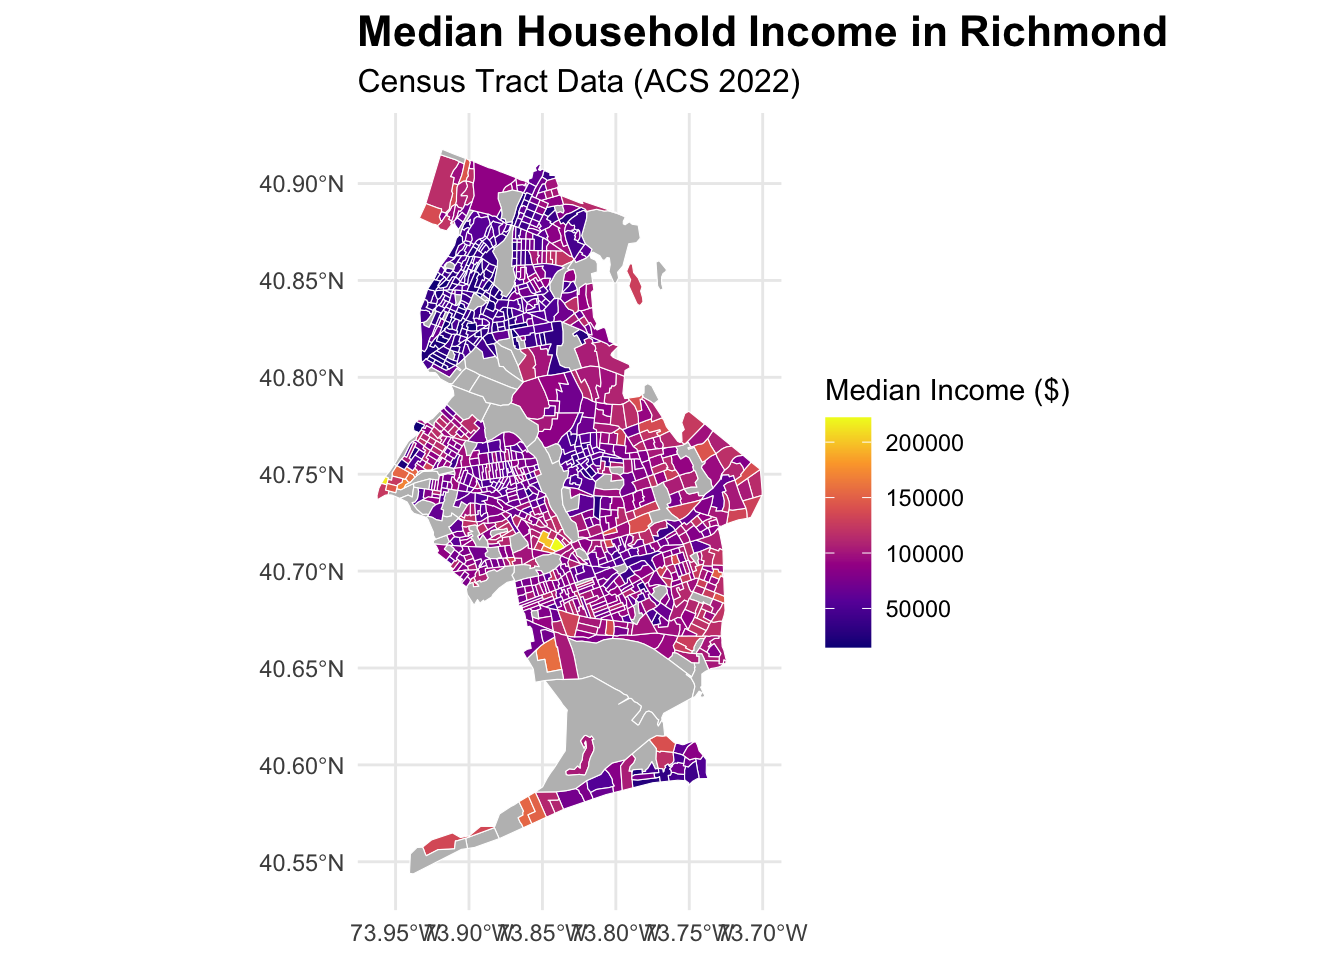 Median Household Income in Richmond
Census Tract Data (ACS 2022)
40.90°N
40.85°N
40.80°N
40.75°N
40.70°N
40.65°N
40.60°N
40.55°N
73.95°W 73.90°W 73.85°W 73.80°W 73.75°W 73.70°W
Median Income ($)
200000
150000
100000
50000